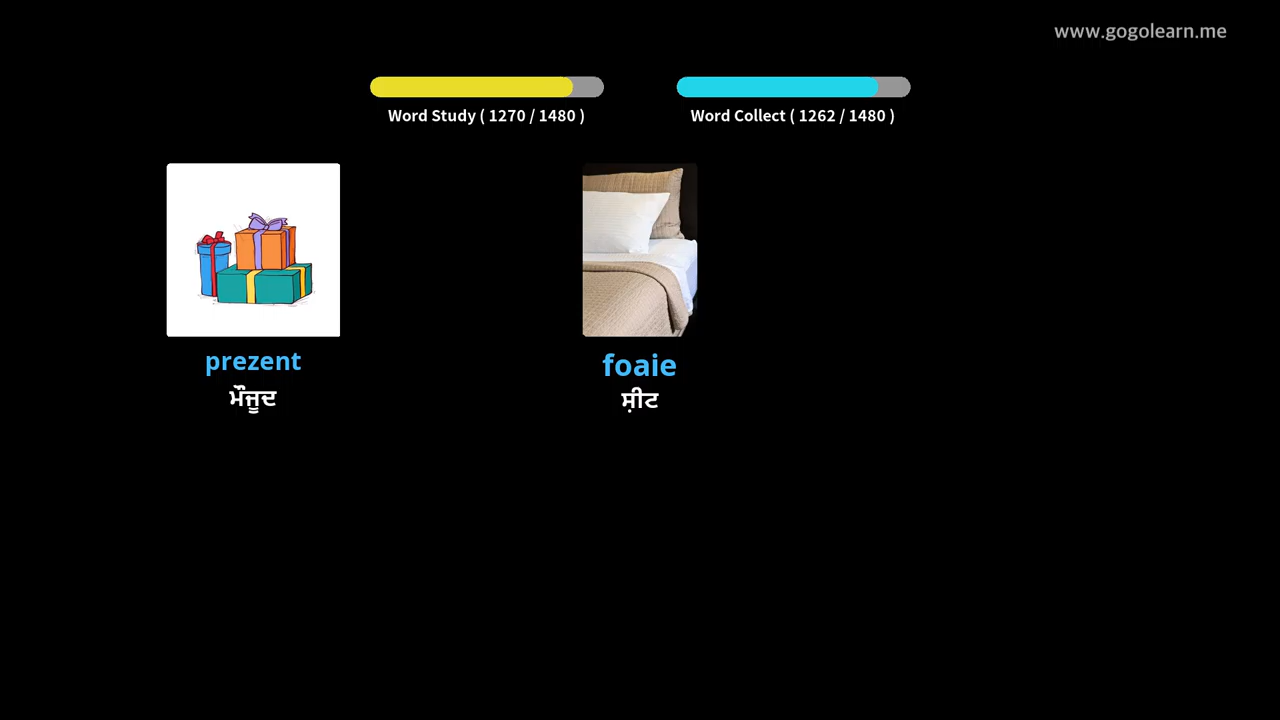 www.gogolearn.me
Word Study ( 1270 / 1480 )
Word Collect ( 1262 / 1480 )
prezent
ਮੌਜੂਦ
foaie
ਸ਼ੀਟ